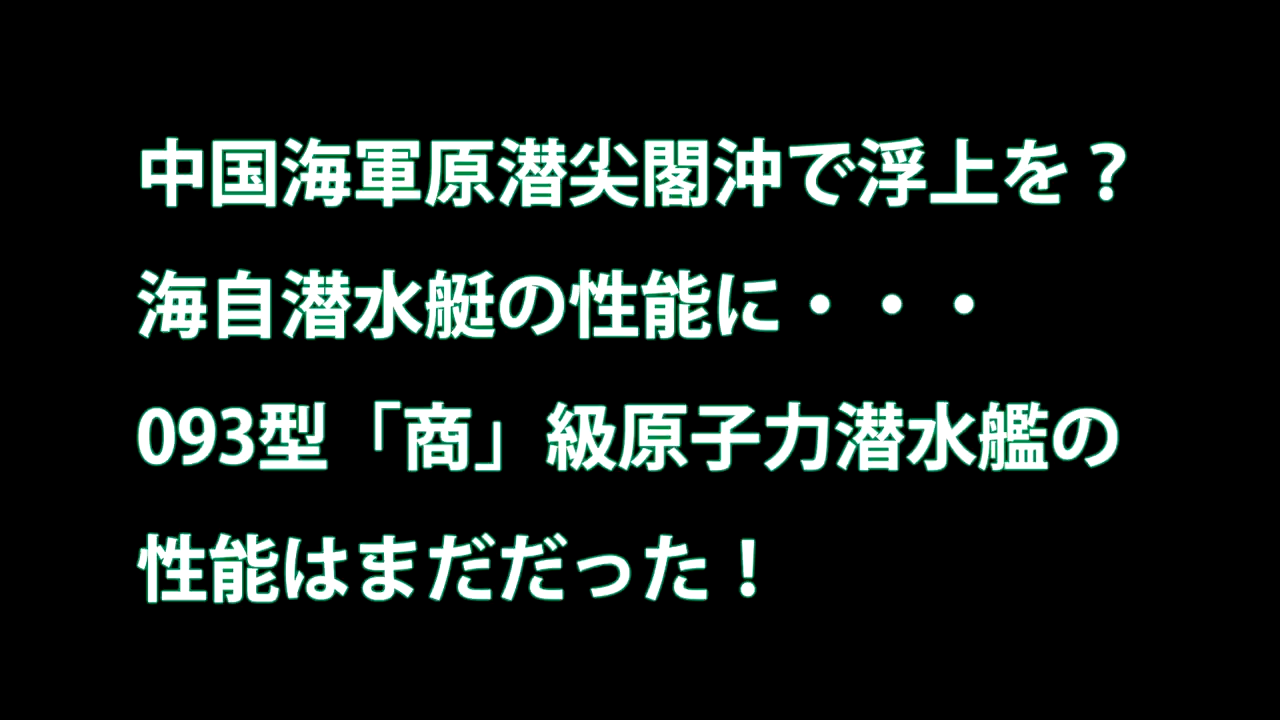 中国海軍原潜尖閣沖で浮上を？
海自潜水艇の性能に・・・
093型「商」級原子力潜水艦の
性能はまだだった！